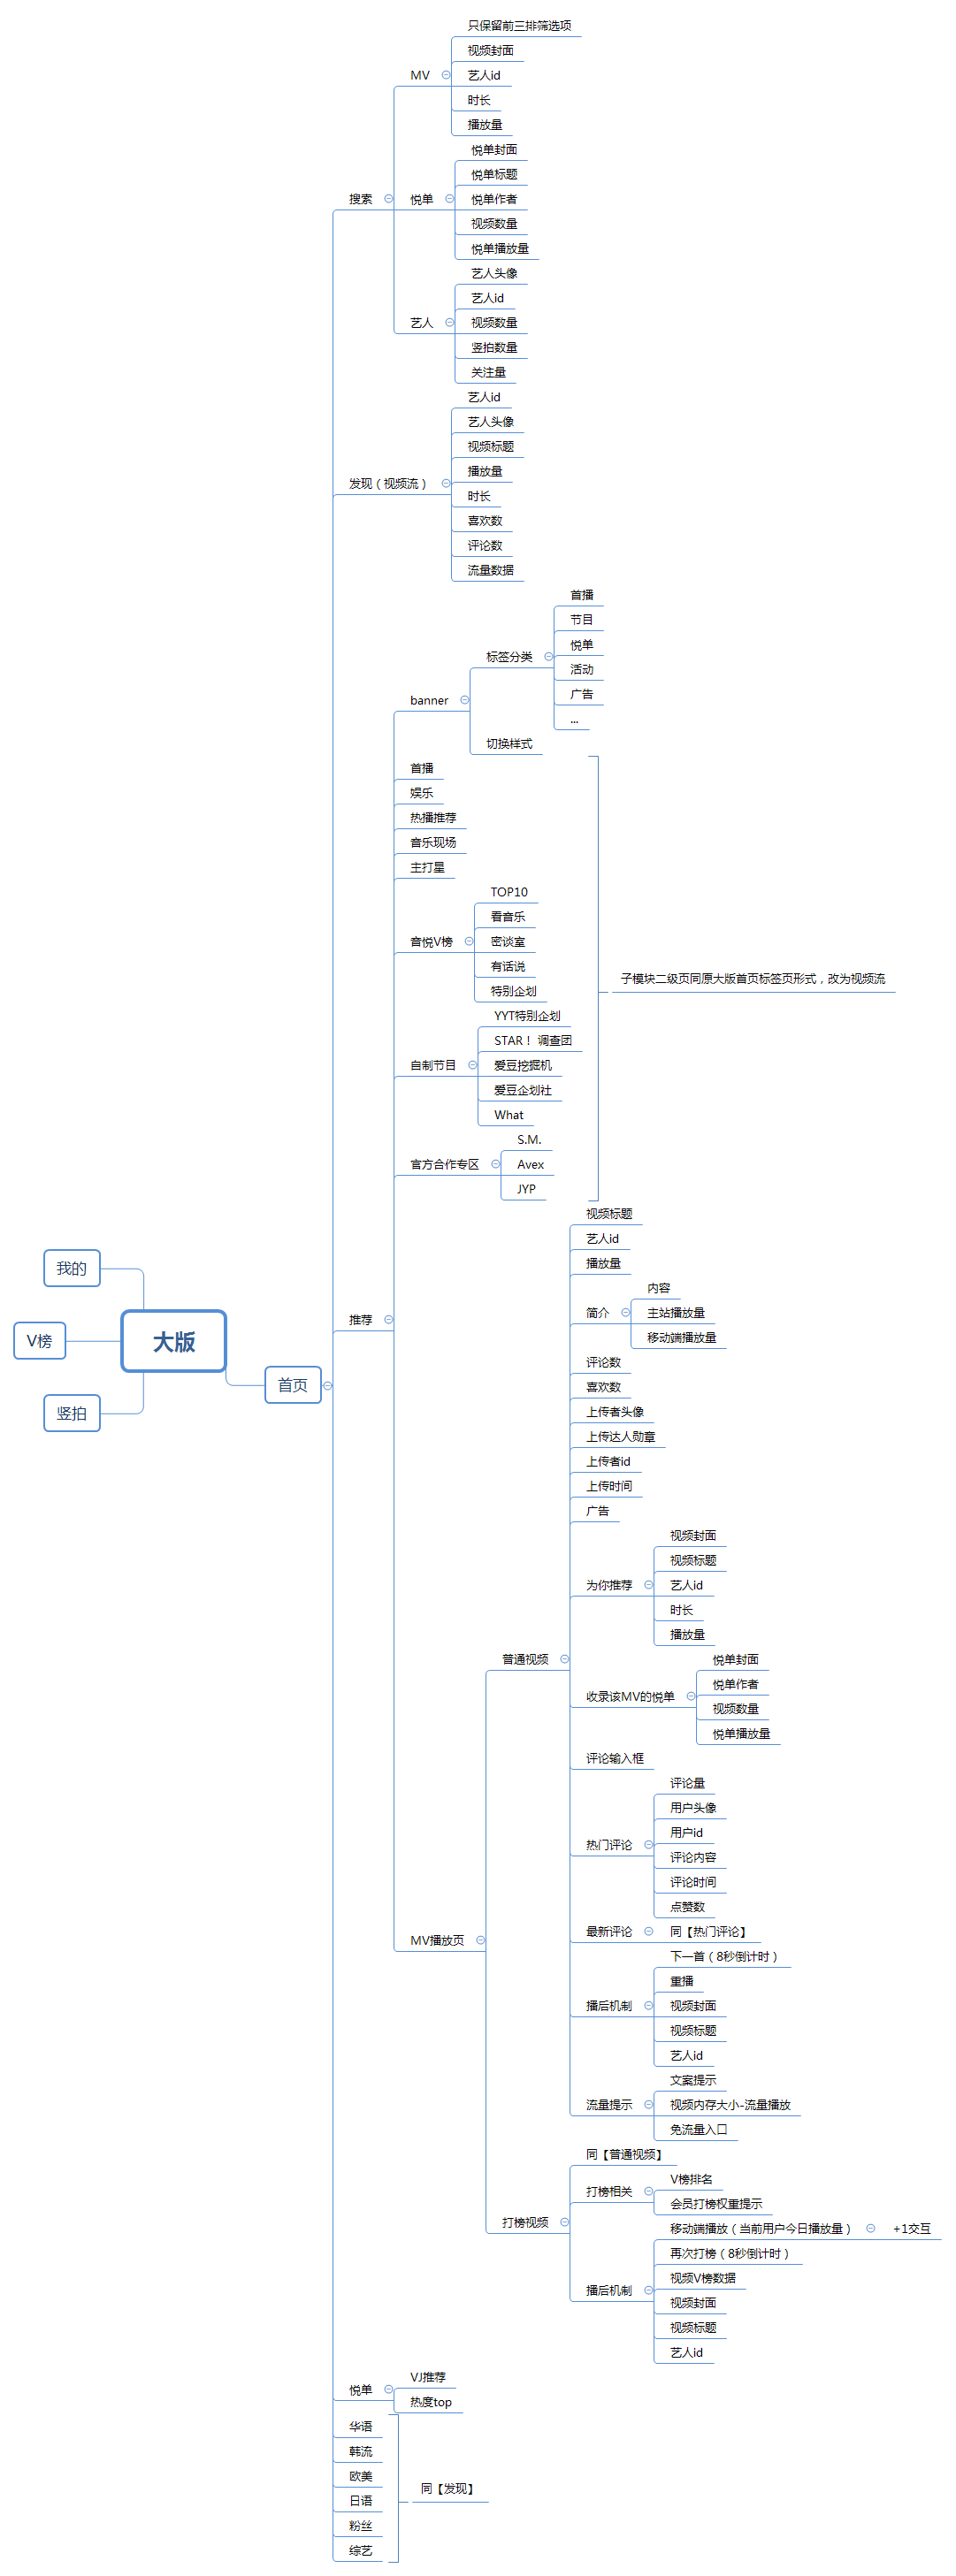 只保留前三排筛选项
视频封面
MV
艺人id
时长
播放量
悦单封面
悦单标题
搜索
悦单
悦单作者
视频数量
悦单播放量
艺人头像
艺人id
艺人
视频数量
竖拍数量
关注量
艺人id
艺人头像
视频标题
播放量
发现（视频流）
时长
喜欢数
评论数
流量数据
首播
节目
悦单
标签分类
活动
广告
...
banner
切换样式
首播
娱乐
热播推荐
音乐现场
主打星
TOP10
看音乐
音悦V榜
密谈室
有话说
特别企划
子模块二级页同原大版首页标签页形式，改为视频流
YYT特别企划
STAR！ 调查团
自制节目
爱豆挖掘机
爱豆企划社
What
S.M.
官方合作专区
Avex
JYP
视频标题
艺人id
播放量
内容
简介
主站播放量
移动端播放量
我的
推荐
V榜
大版
首页
竖拍
评论数
喜欢数
上传者头像
上传达人勋章
上传者id
上传时间
广告
视频封面
视频标题
为你推荐
艺人id
时长
播放量
普通视频
悦单封面
悦单作者
收录该MV的悦单
视频数量
悦单播放量
评论输入框
评论量
用户头像
用户id
热门评论
评论内容
评论时间
点赞数
最新评论
同【热门评论】
MV播放页
下一首（8秒倒计时）
重播
播后机制
视频封面
视频标题
艺人id
文案提示
流量提示
视频内存大小-流量播放
免流量入口
同【普通视频】
V榜排名
打榜相关
会员打榜权重提示
打榜视频
移动端播放（当前用户今日播放量）
+1交互
再次打榜（8秒倒计时）
视频V榜数据
播后机制
视频封面
视频标题
艺人id
VJ推荐
悦单
热度top
华语
韩流
欧美
同【发现】
日语
粉丝
综艺